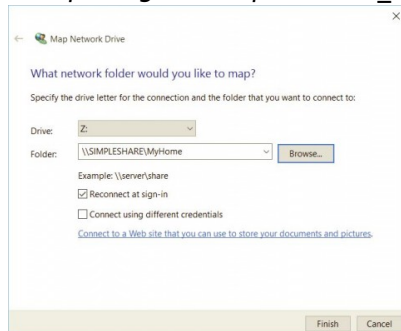 Map Network Drive
What network folder would you like to map?
Specify the drive letter for the connection and the folder that you want to connect to:
Drive: Z:
Folder: \\SIMPLESHARE\MyHome Browse...
Example: \\server\share
Reconnect at sign-in
Connect using different credentials
Connect to a Web site that you can use to store your documents and pictures.
Finish Cancel